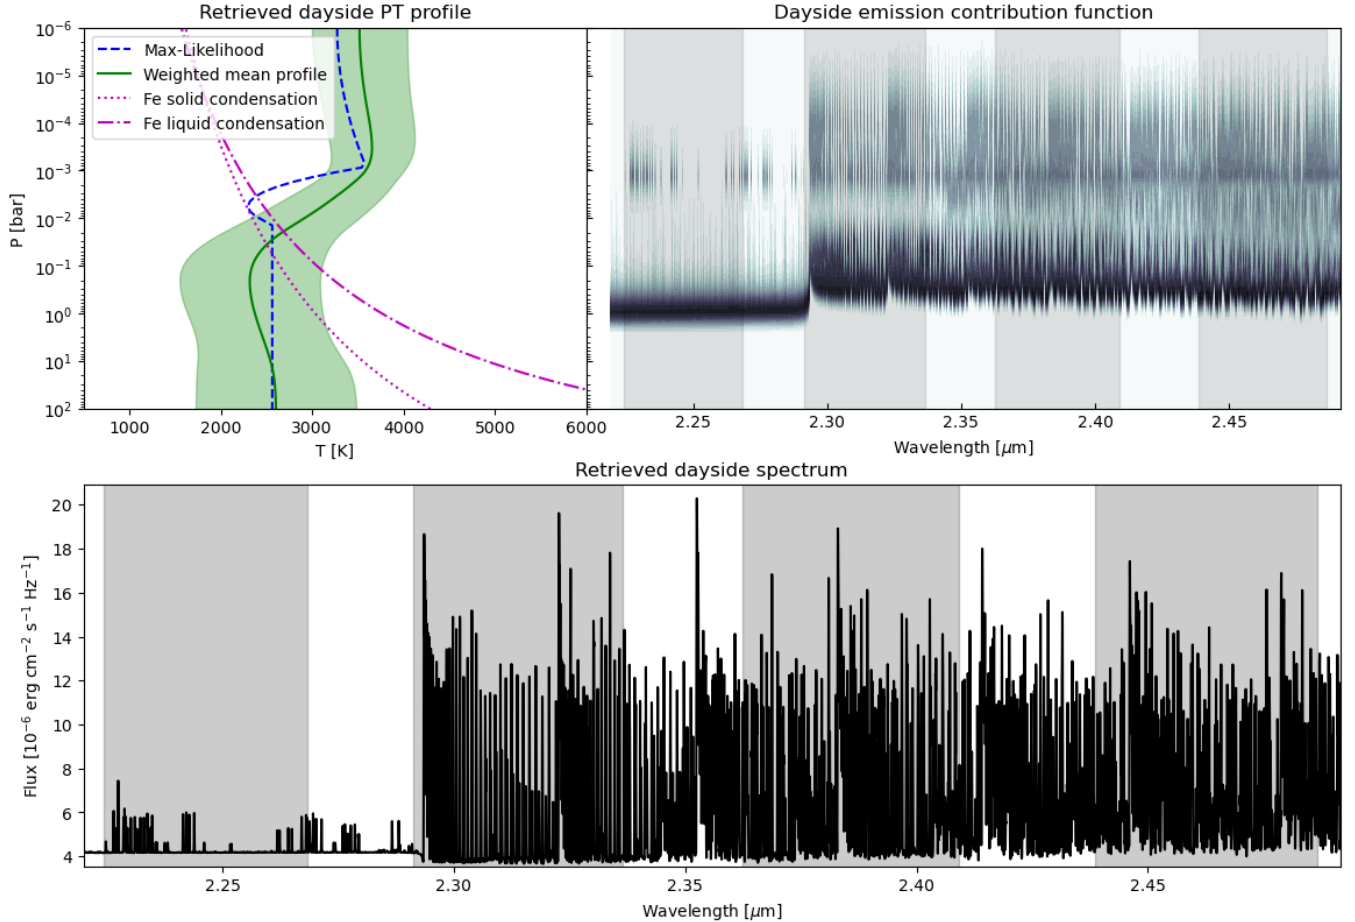 Retrieved dayside PT profile
Dayside emission contribution function
10⁻⁶
10⁻⁵
10⁻⁴
10⁻³
10⁻²
10⁻¹
10⁰
10¹
10²
P [bar]
Max-Likelihood
Weighted mean profile
Fe solid condensation
Fe liquid condensation
1000 2000 3000 4000 5000 6000
T [K]
2.25 2.30 2.35 2.40 2.45
Wavelength [μm]
Retrieved dayside spectrum
20
18
16
14
12
10
8
6
4
Flux [10⁻⁶ erg cm⁻² s⁻¹ Hz⁻¹]
2.25 2.30 2.35 2.40 2.45
Wavelength [μm]